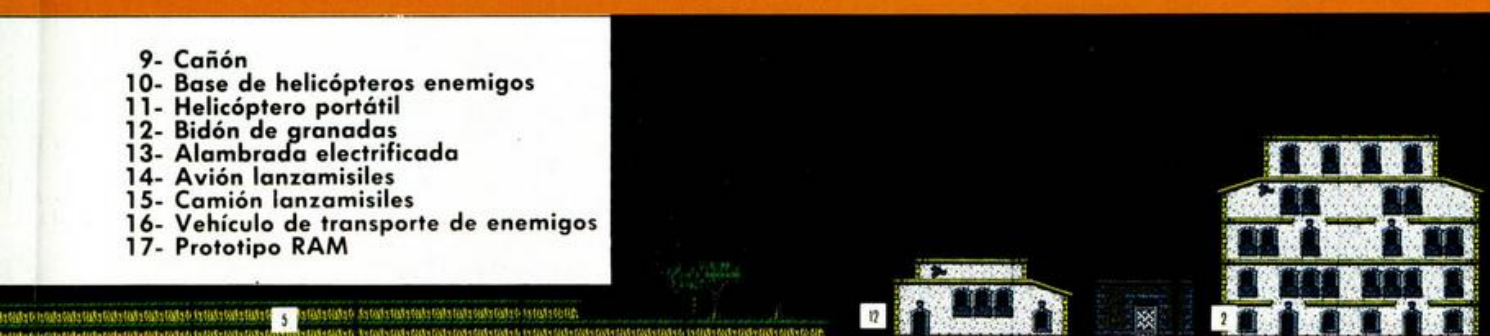 9- Cañón
10- Base de helicópteros enemigos
11- Helicóptero portátil
12- Bidón de granadas
13- Alambrada electrificada
14- Avión lanzamisiles
15- Camión lanzamisiles
16- Vehículo de transporte de enemigos
17- Prototipo RAM
5
12
2